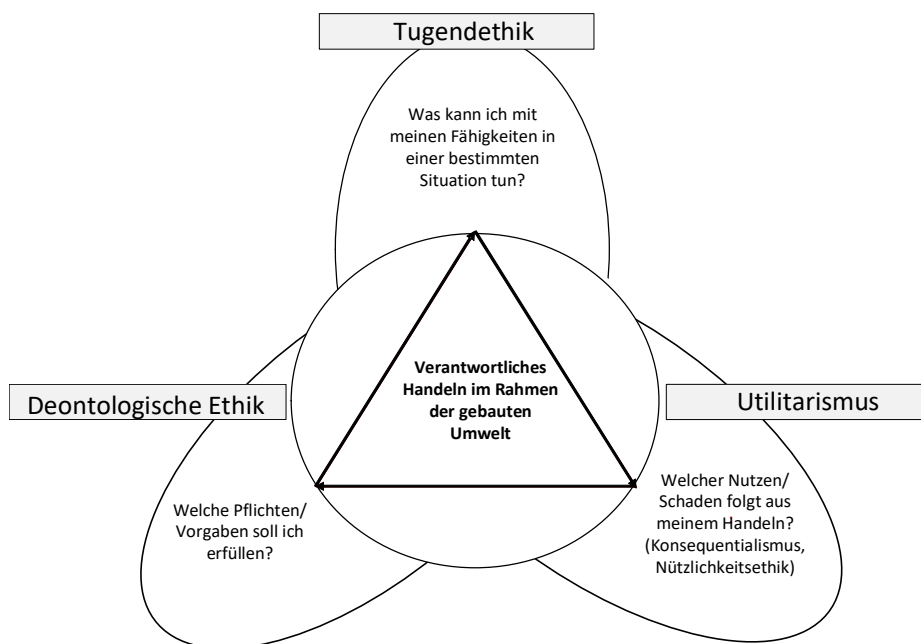 Tugendethik
Was kann ich mit
meinen Fähigkeiten in
einer bestimmten
Situation tun?
Verantwortliches
Handeln im Rahmen
der gebauten
Umwelt
Deontologische Ethik
Welche Pflichten/
Vorgaben soll ich
erfüllen?
Utilitarismus
Welcher Nutzen/
Schaden folgt aus
meinem Handeln?
(Konsequentialismus,
Nützlichkeitsethik)